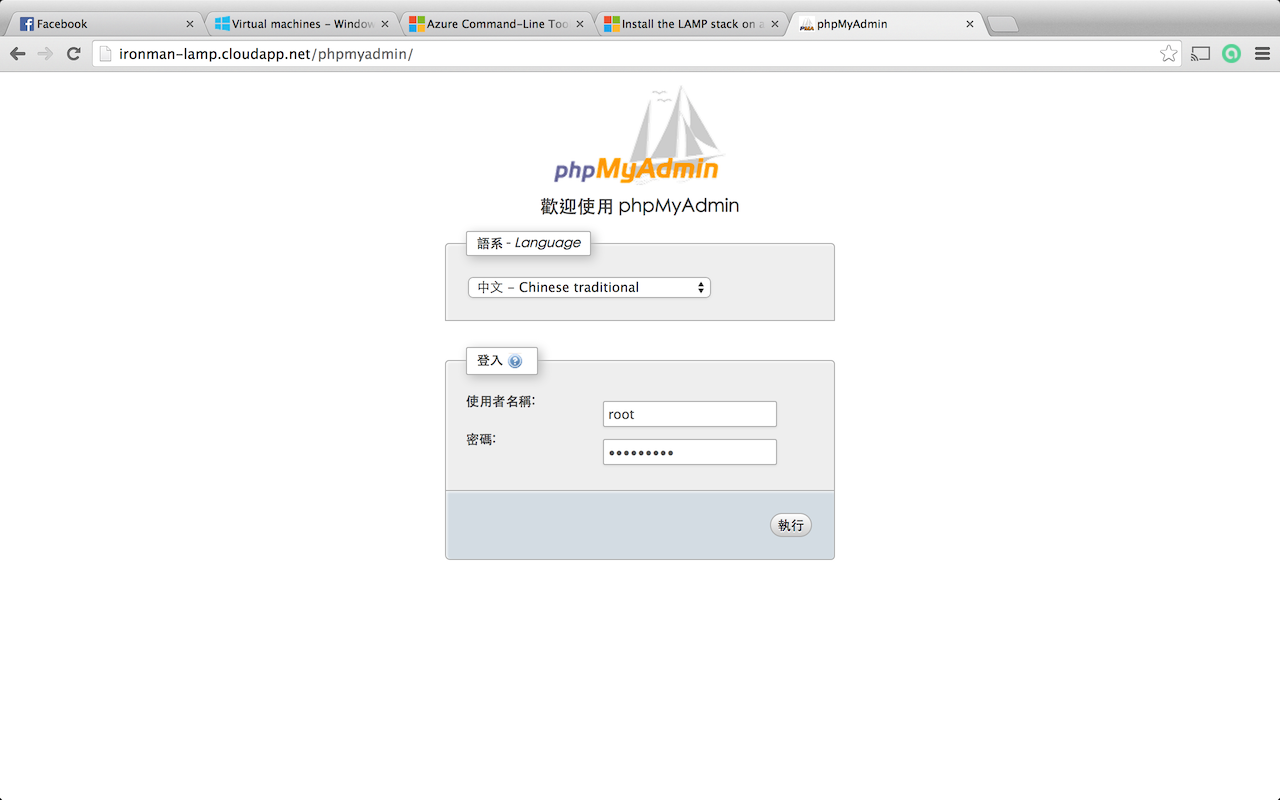 Facebook
Virtual machines – Window
Azure Command-Line Too
Install the LAMP stack on a
phpMyAdmin
ironman-lamp.cloudapp.net/phpmyadmin/
phpMyAdmin
歡迎使用 phpMyAdmin
語系 - Language
中文 – Chinese traditional
登入
使用者名稱:
root
密碼:
•••••••••
執行